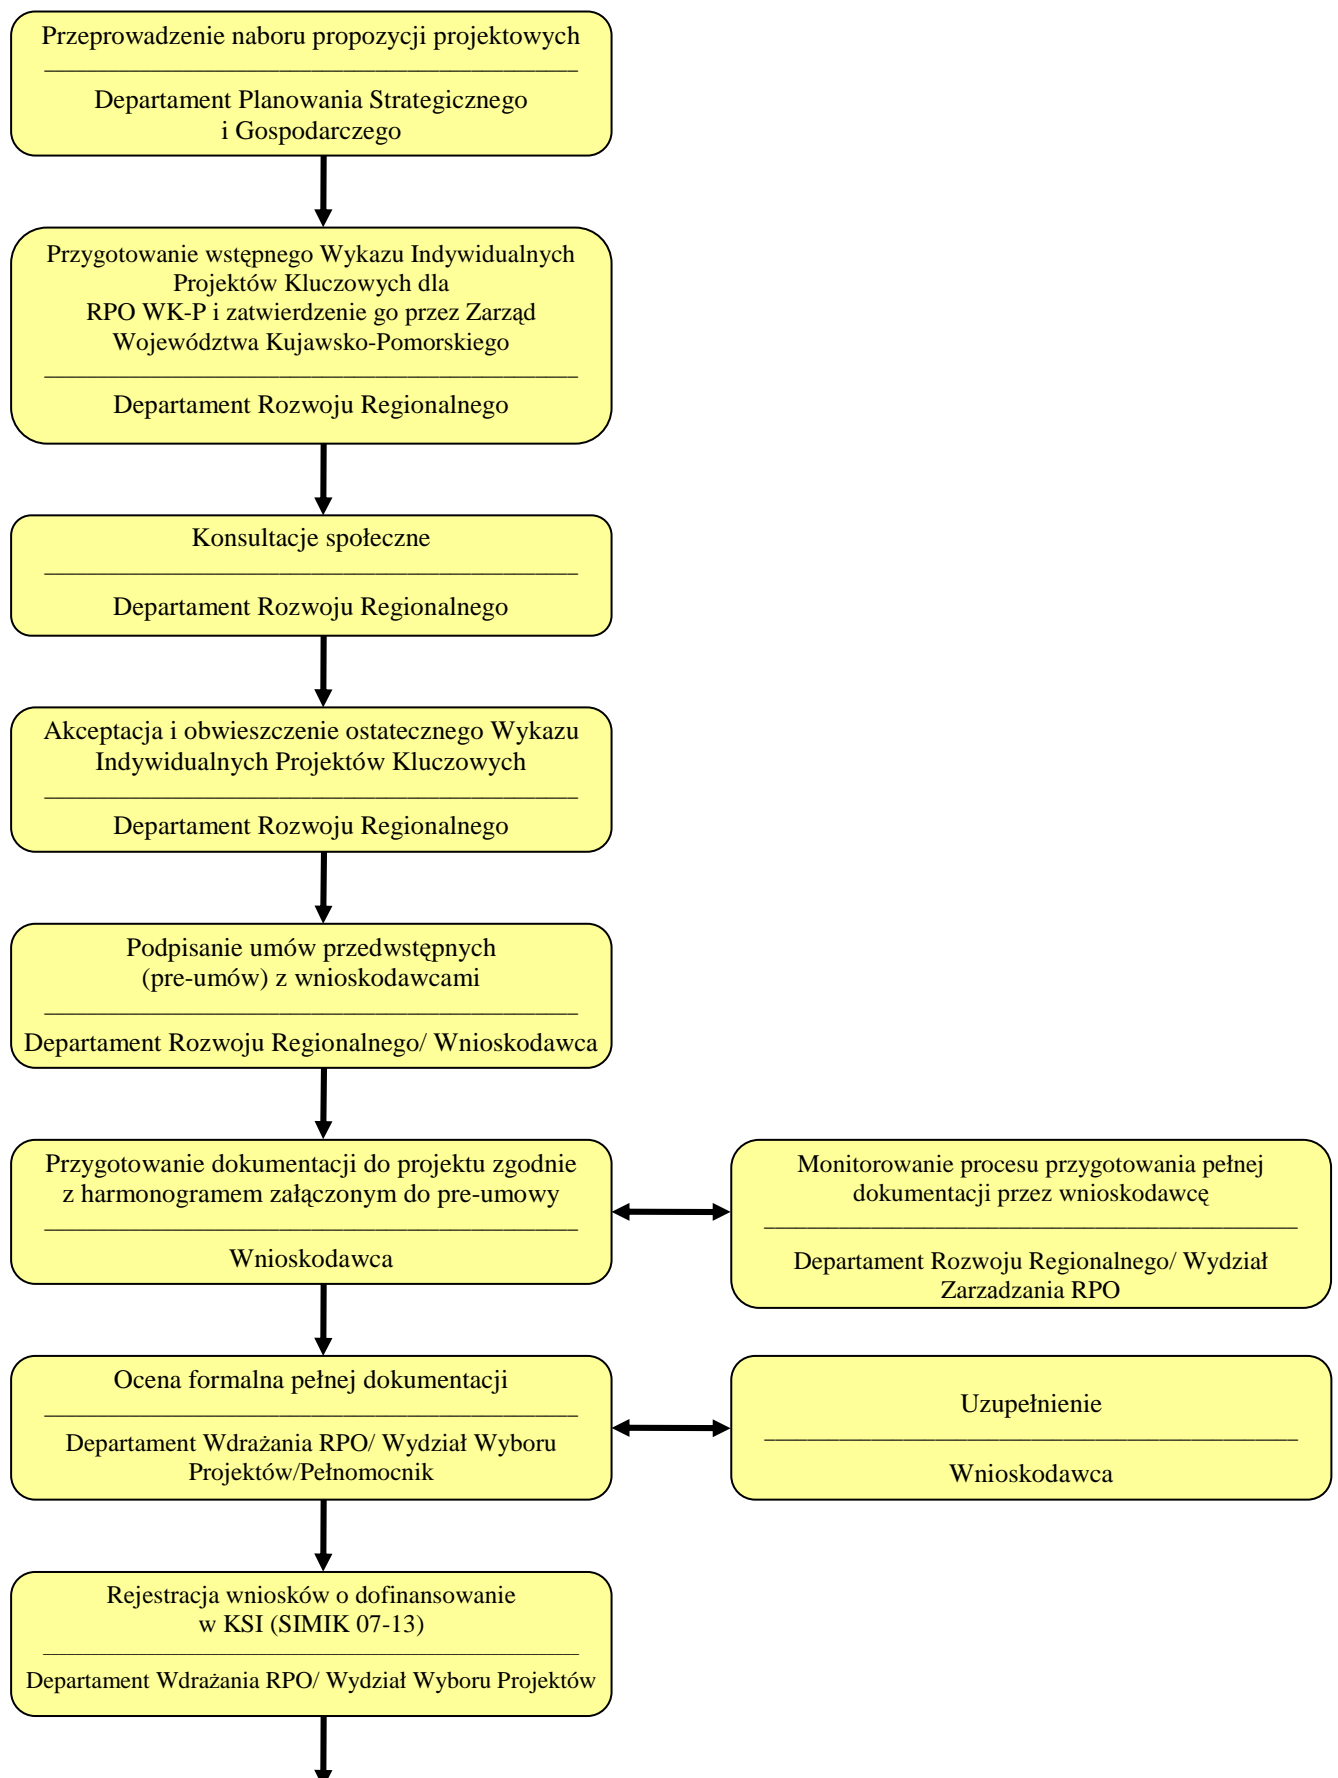 Przeprowadzenie naboru propozycji projektowych
Departament Planowania Strategicznego
i Gospodarczego
Przygotowanie wstępnego Wykazu Indywidualnych
Projektów Kluczowych dla
RPO WK-P i zatwierdzenie go przez Zarząd
Województwa Kujawsko-Pomorskiego
Departament Rozwoju Regionalnego
Konsultacje społeczne
Departament Rozwoju Regionalnego
Akceptacja i obwieszczenie ostatecznego Wykazu
Indywidualnych Projektów Kluczowych
Departament Rozwoju Regionalnego
Podpisanie umów przedwstępnych
(pre-umów) z wnioskodawcami
Departament Rozwoju Regionalnego/ Wnioskodawca
Przygotowanie dokumentacji do projektu zgodnie
z harmonogramem załączonym do pre-umowy
Wnioskodawca
Monitorowanie procesu przygotowania pełnej
dokumentacji przez wnioskodawcę
Departament Rozwoju Regionalnego/ Wydział
Zarzadzania RPO
Ocena formalna pełnej dokumentacji
Departament Wdrażania RPO/ Wydział Wyboru
Projektów/Pełnomocnik
Uzupełnienie
Wnioskodawca
Rejestracja wniosków o dofinansowanie
w KSI (SIMIK 07-13)
Departament Wdrażania RPO/ Wydział Wyboru Projektów